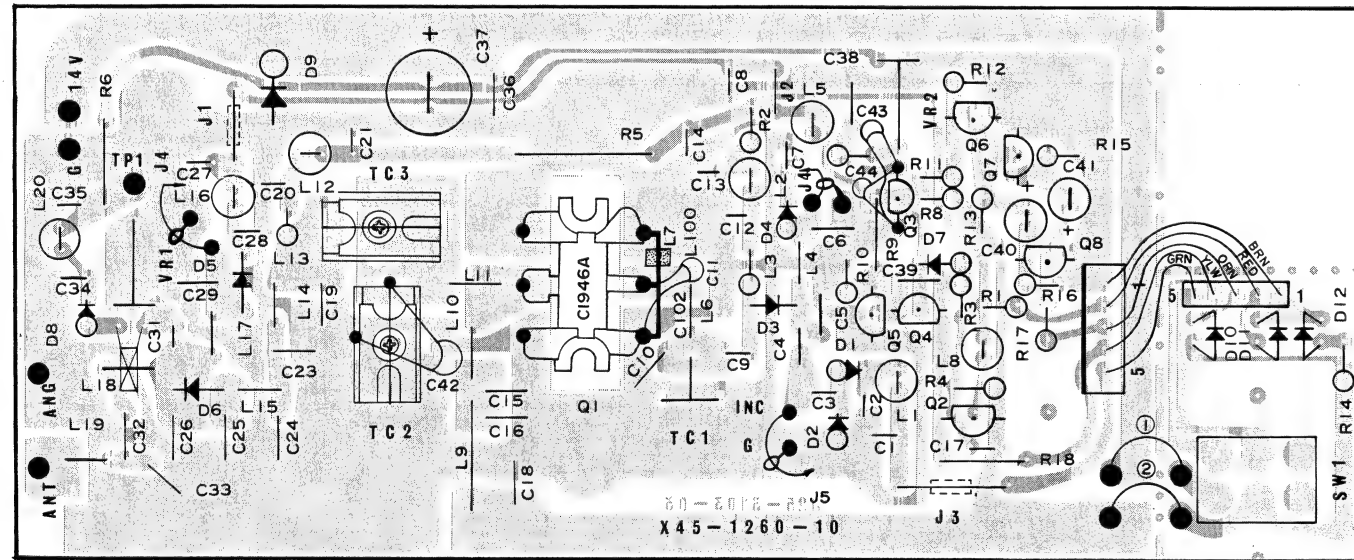 14V
G
R6
J1
D9
+
C37
C36
C8
J2
R2
L5
C38
C43
VR2
R12
Q6
Q7
R15
C41
TP1
J4
C27
L16
C20
L12
C21
TC3
R5
C14
C13
L2
C7
J4
C44
R11
R8
Q3
R13
+
+
C40
Q8
L20
C35
C34
VR1
D5
C28
C29
L17
L13
L14
C19
L11
L10
C1946A
L7
L100
C11
C102
L6
C12
D4
L3
L4
C6
R10
R9
C39
D7
R3
R1
R16
R17
GRN
YLW
ORN
RED
BRN
5
1
1
5
D12
D8
C31
L18
ANG
L19
C32
D6
C26
C25
L15
C23
C24
C42
TC2
C15
C16
L9
C18
Q1
C101
C9
TC1
D3
C4
C5
D1
Q5
Q4
L8
R4
Q2
C3
C2
L1
D2
C1
C17
INC
G
J5
R18
J3
D10
D11
R14
SW1
①
②
ANT
C33
X45-1260-10